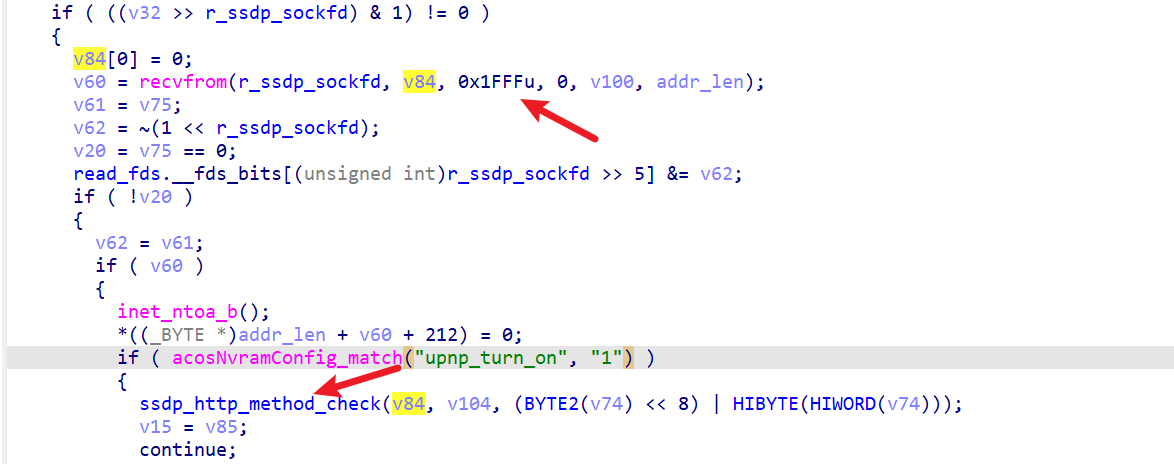 if ( ((v32 >> r_ssdp_sockfd) & 1) != 0 )
{
v84[0] = 0;
v60 = recvfrom(r_ssdp_sockfd, v84, 0x1FFFu, 0, v100, addr_len);
v61 = v75;
v62 = ~(1 << r_ssdp_sockfd);
v20 = v75 == 0;
read_fds.__fds_bits[(unsigned int)r_ssdp_sockfd >> 5] &= v62;
if ( !v20 )
{
v62 = v61;
if ( v60 )
{
inet_ntoa_b();
*((_BYTE *)addr_len + v60 + 212) = 0;
if ( acosNvramConfig_match("upnp_turn_on", "1") )
{
ssdp_http_method_check(v84, v104, (BYTE2(v74) << 8) | HIBYTE(HIWORD(v74)));
v15 = v85;
continue;